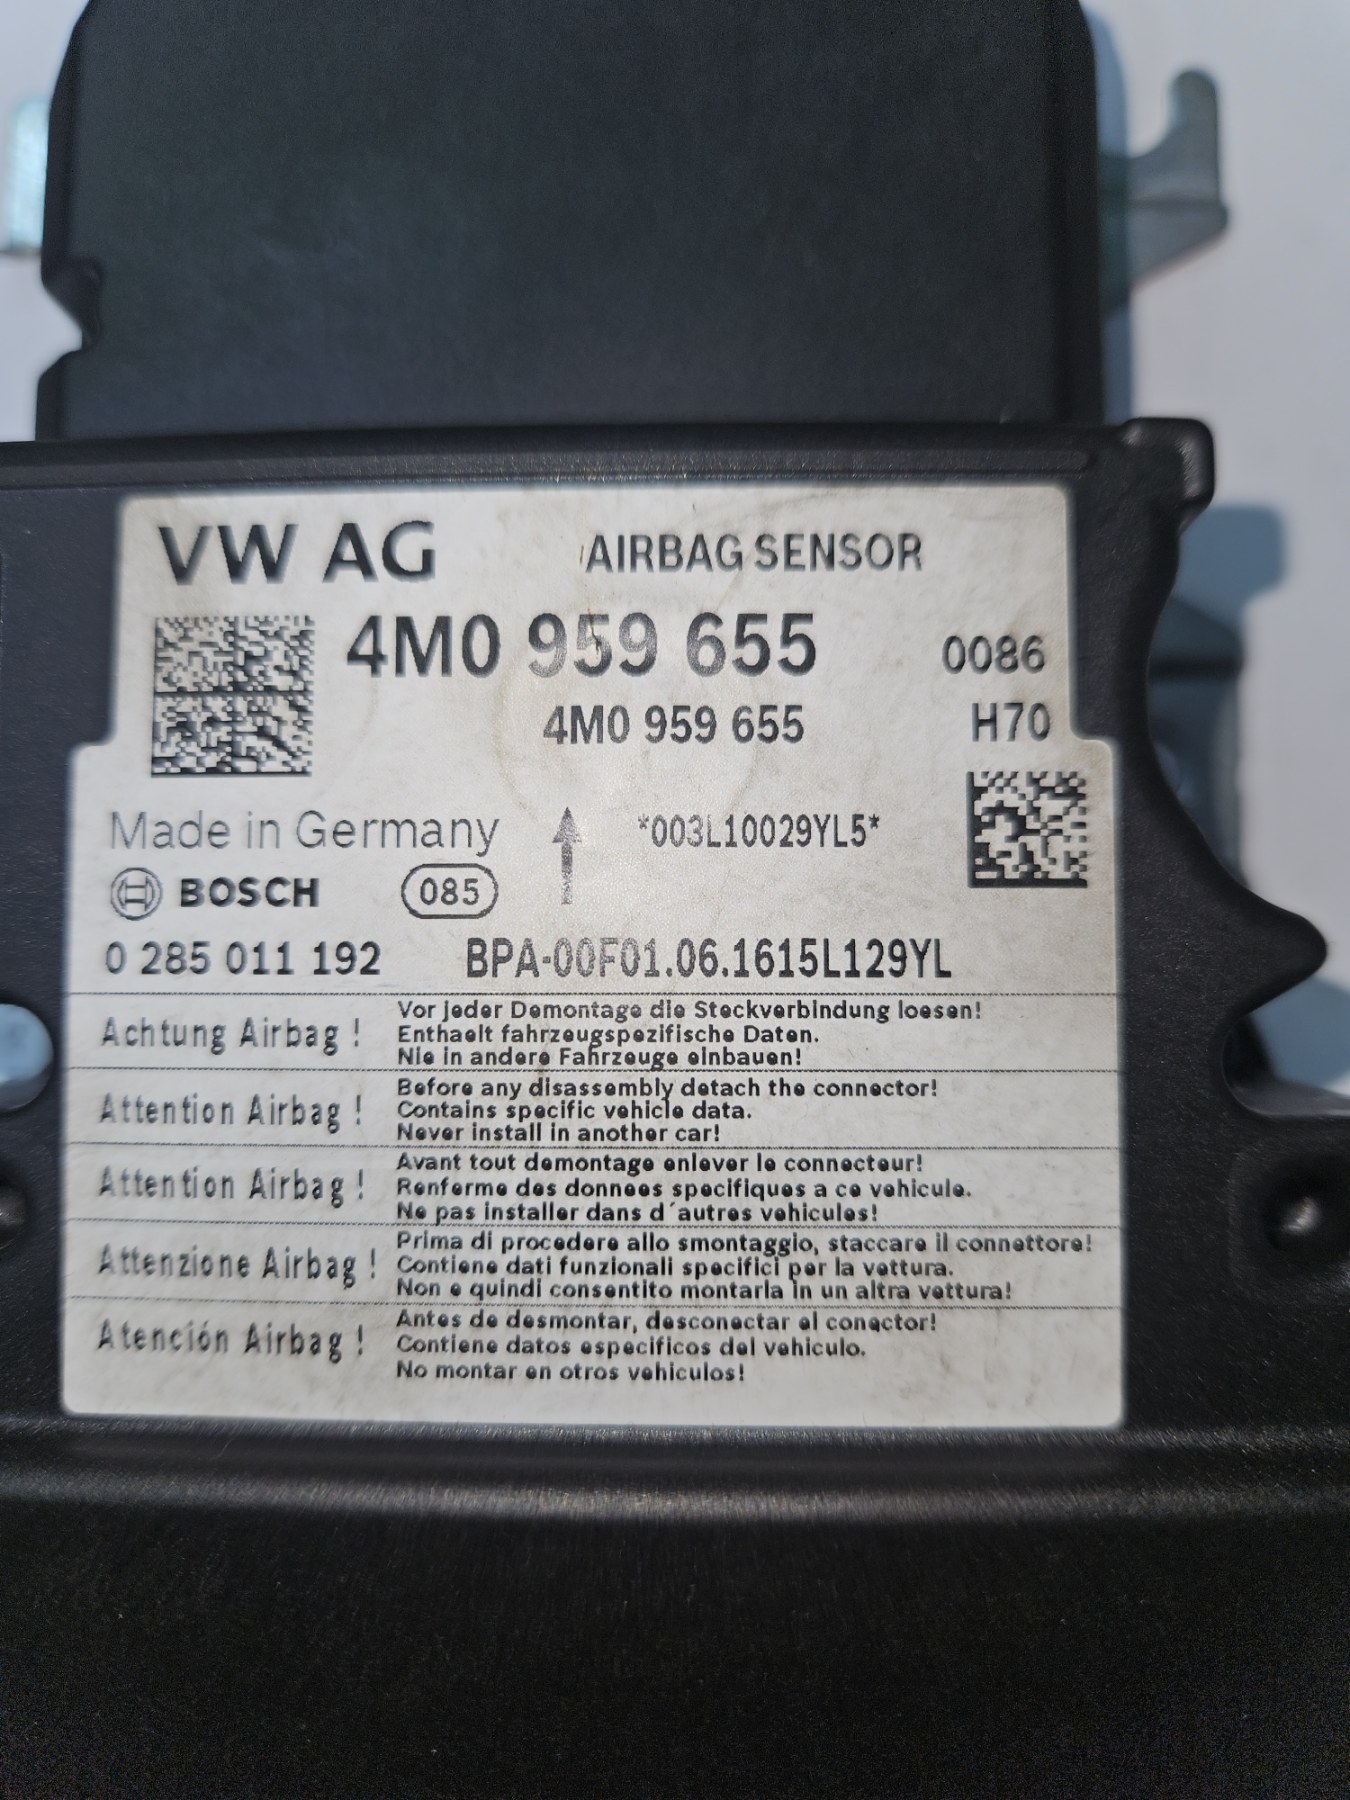 VW AG AIRBAG SENSOR
4M0 959 655 0086
4M0 959 655 H70
Made in Germany *003L10029YL5*
BOSCH 085
0 285 011 192 BPA-00F01.06.1615L129YL
Achtung Airbag !
Vor jeder Demontage die Steckverbindung loesen!
Enthaelt fahrzeugspezifische Daten.
Nie in andere Fahrzeuge einbauen!
Attention Airbag !
Before any disassembly detach the connector!
Contains specific vehicle data.
Never install in another car!
Attention Airbag !
Avant tout demontage enlever le connecteur!
Renferme des donnees specifiques a ce vehicule.
Ne pas installer dans d´autres vehicules!
Attenzione Airbag !
Prima di procedere allo smontaggio, staccare il connettore!
Contiene dati funzionali specifici per la vettura.
Non e quindi consentito montarla in un altra vettura!
Atención Airbag !
Antes de desmontar, desconectar el conector!
Contiene datos especificos del vehiculo.
No montar en otros vehiculos!